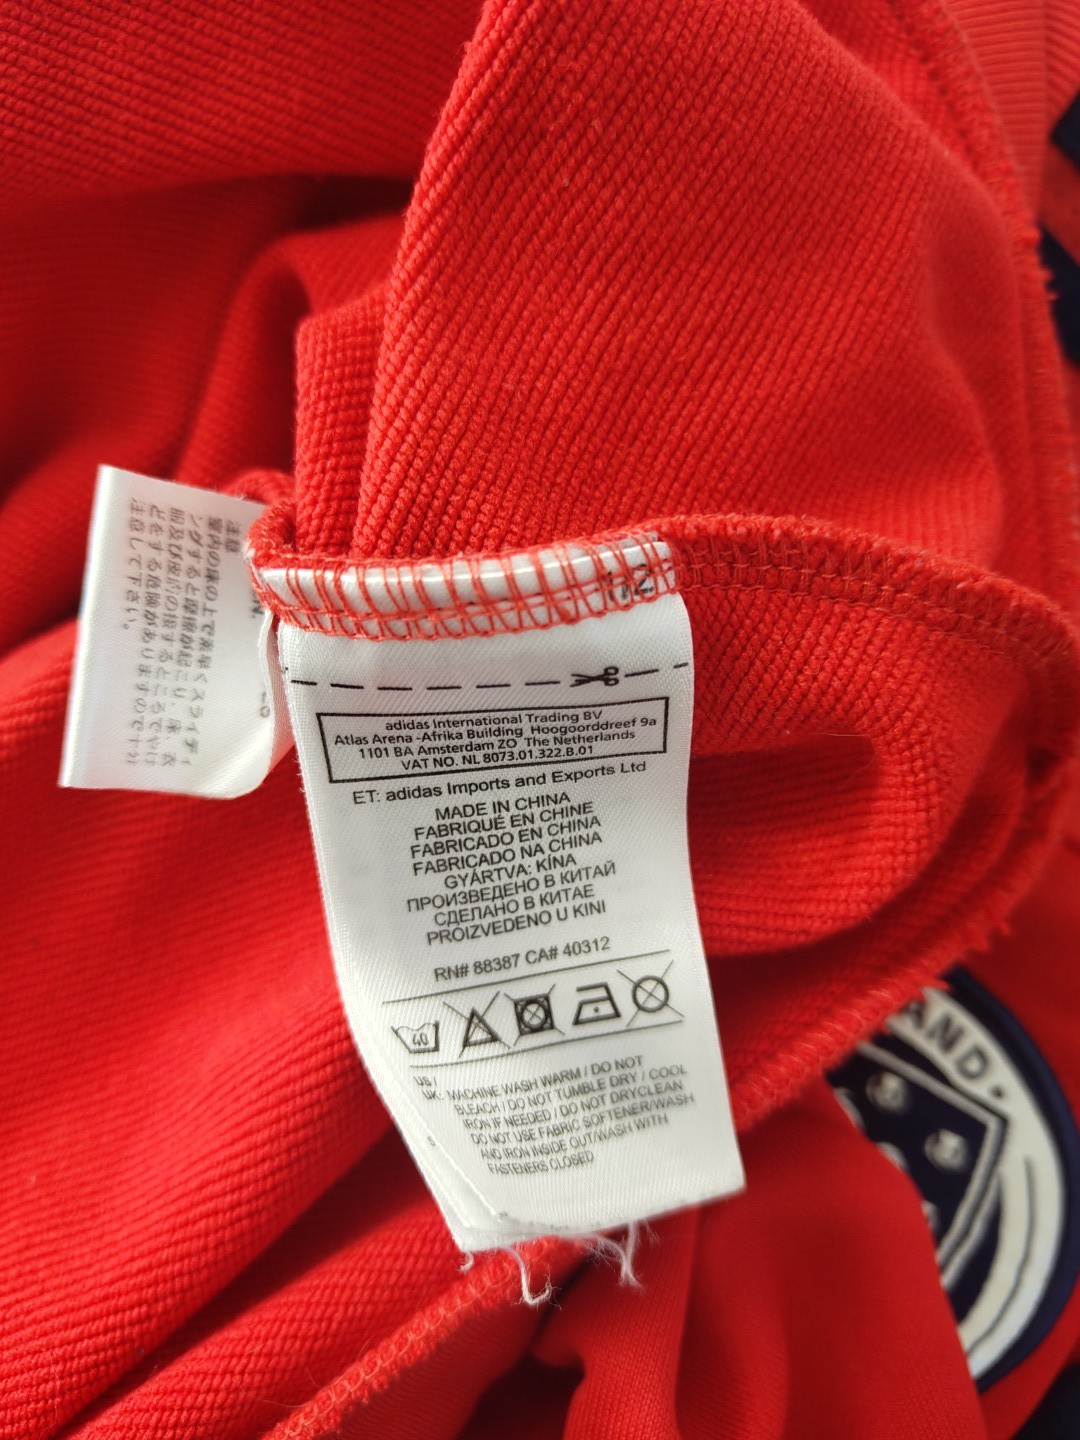 12
adidas International Trading BV
Atlas Arena -Afrika Building Hoogoorddreef 9a
1101 BA Amsterdam ZO The Netherlands
VAT NO. NL 8073.01.322.B.01
ET: adidas Imports and Exports Ltd
MADE IN CHINA
FABRIQUÉ EN CHINE
FABRICADO EN CHINA
FABRICADO NA CHINA
GYÁRTVA: KÍNA
ПРОИЗВЕДЕНО В КИТАЙ
СДЕЛАНО В КИТАЕ
PROIZVEDENO U KINI
RN# 88387 CA# 40312
40
US /
UK: MACHINE WASH WARM / DO NOT
BLEACH / DO NOT TUMBLE DRY / COOL
IRON IF NEEDED / DO NOT DRYCLEAN
DO NOT USE FABRIC SOFTENER/WASH
AND IRON INSIDE OUT/WASH WITH
FASTENERS CLOSED
AND